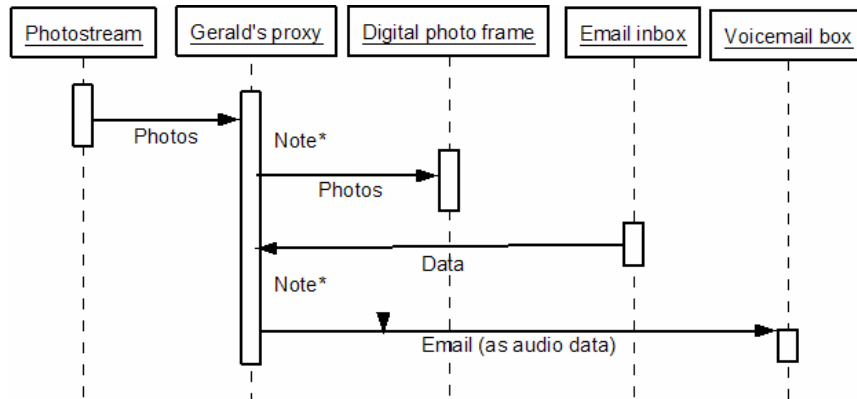 Photostream
Gerald's proxy
Digital photo frame
Email inbox
Voicemail box
Photos
Note*
Photos
Data
Note*
Email (as audio data)